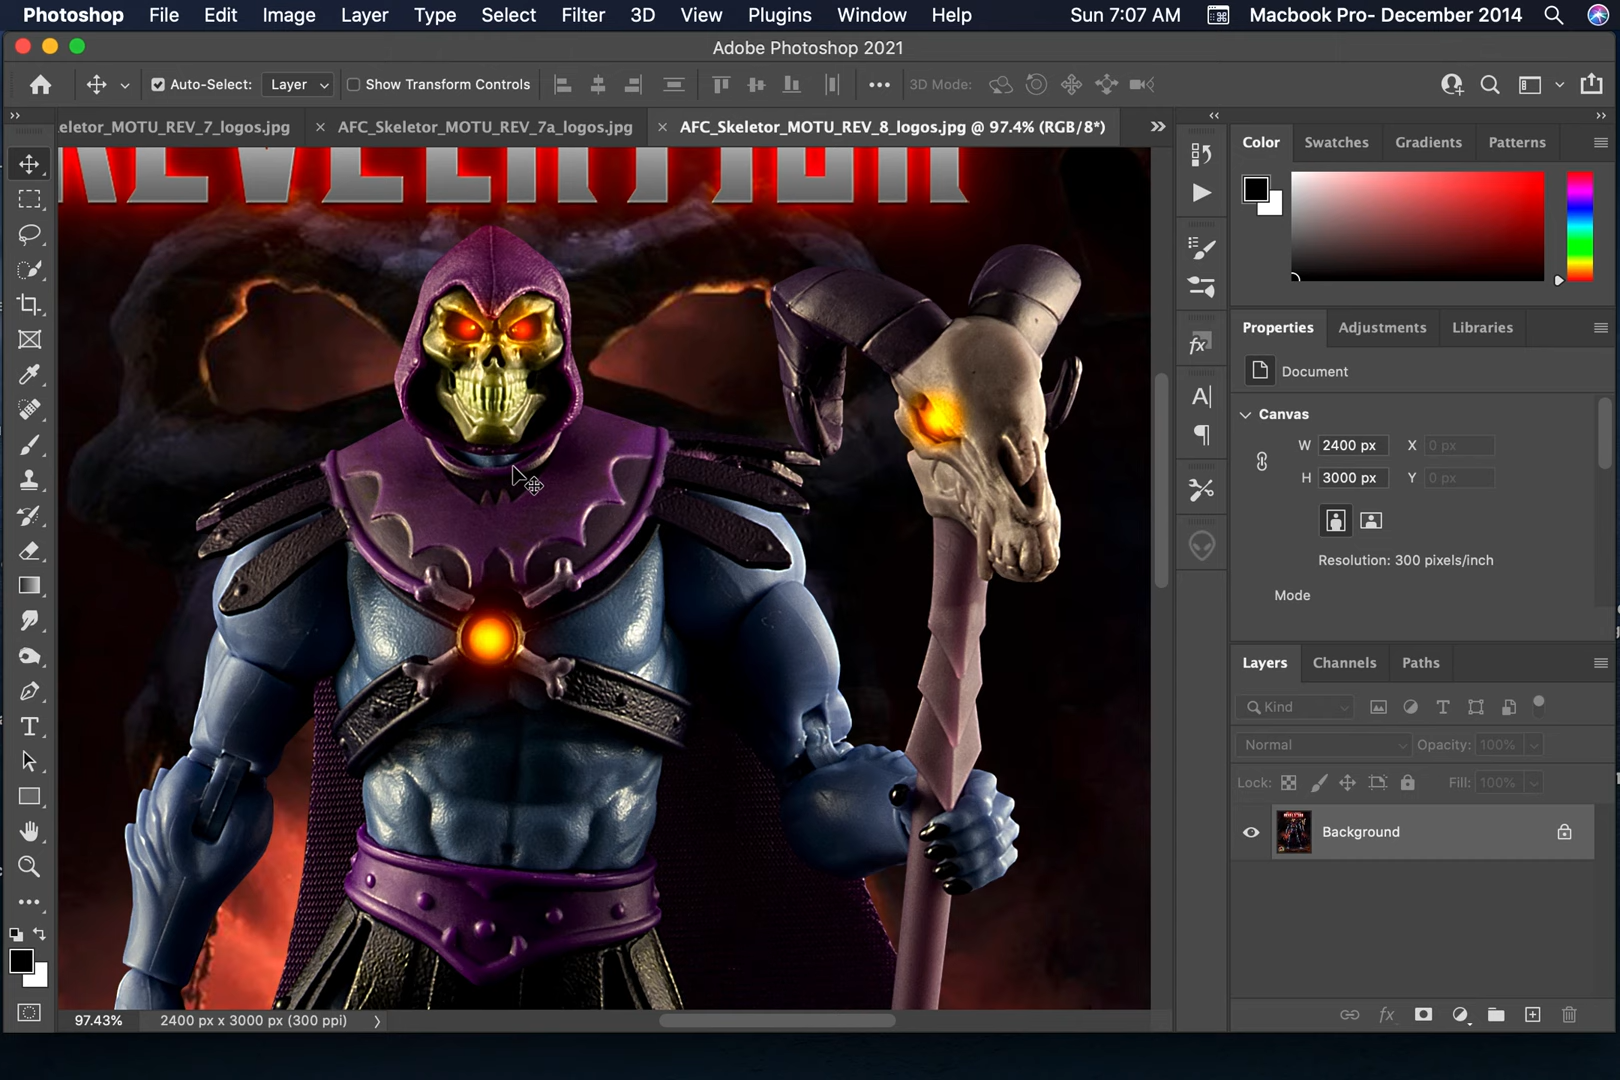 Photoshop File Edit Image Layer Type Select Filter 3D View Plugins Window Help Sun 7:07 AM Macbook Pro- December 2014
Adobe Photoshop 2021
Auto-Select: Layer Show Transform Controls 3D Mode:
eletor_MOTU_REV_7_logos.jpg AFC_Skeletor_MOTU_REV_7a_logos.jpg AFC_Skeletor_MOTU_REV_8_logos.jpg @ 97.4% (RGB/8*)
REVELATION
Color Swatches Gradients Patterns
Properties Adjustments Libraries
Document
Canvas
W 2400 px X 0 px
H 3000 px Y 0 px
Resolution: 300 pixels/inch
Mode
Layers Channels Paths
Kind
Normal Opacity: 100%
Lock: Fill: 100%
Background
97.43% 2400 px x 3000 px (300 ppi)